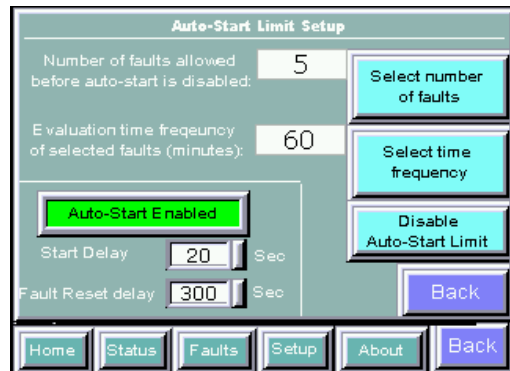 Auto-Start Limit Setup
Number of faults allowed
before auto-start is disabled:
5
Select number
of faults
Evaluation time freqeuncy
of selected faults (minutes):
60
Select time
frequency
Auto-Start Enabled
Disable
Auto-Start Limit
Start Delay
20
Sec
Fault Reset delay
300
Sec
Back
Home
Status
Faults
Setup
About
Back